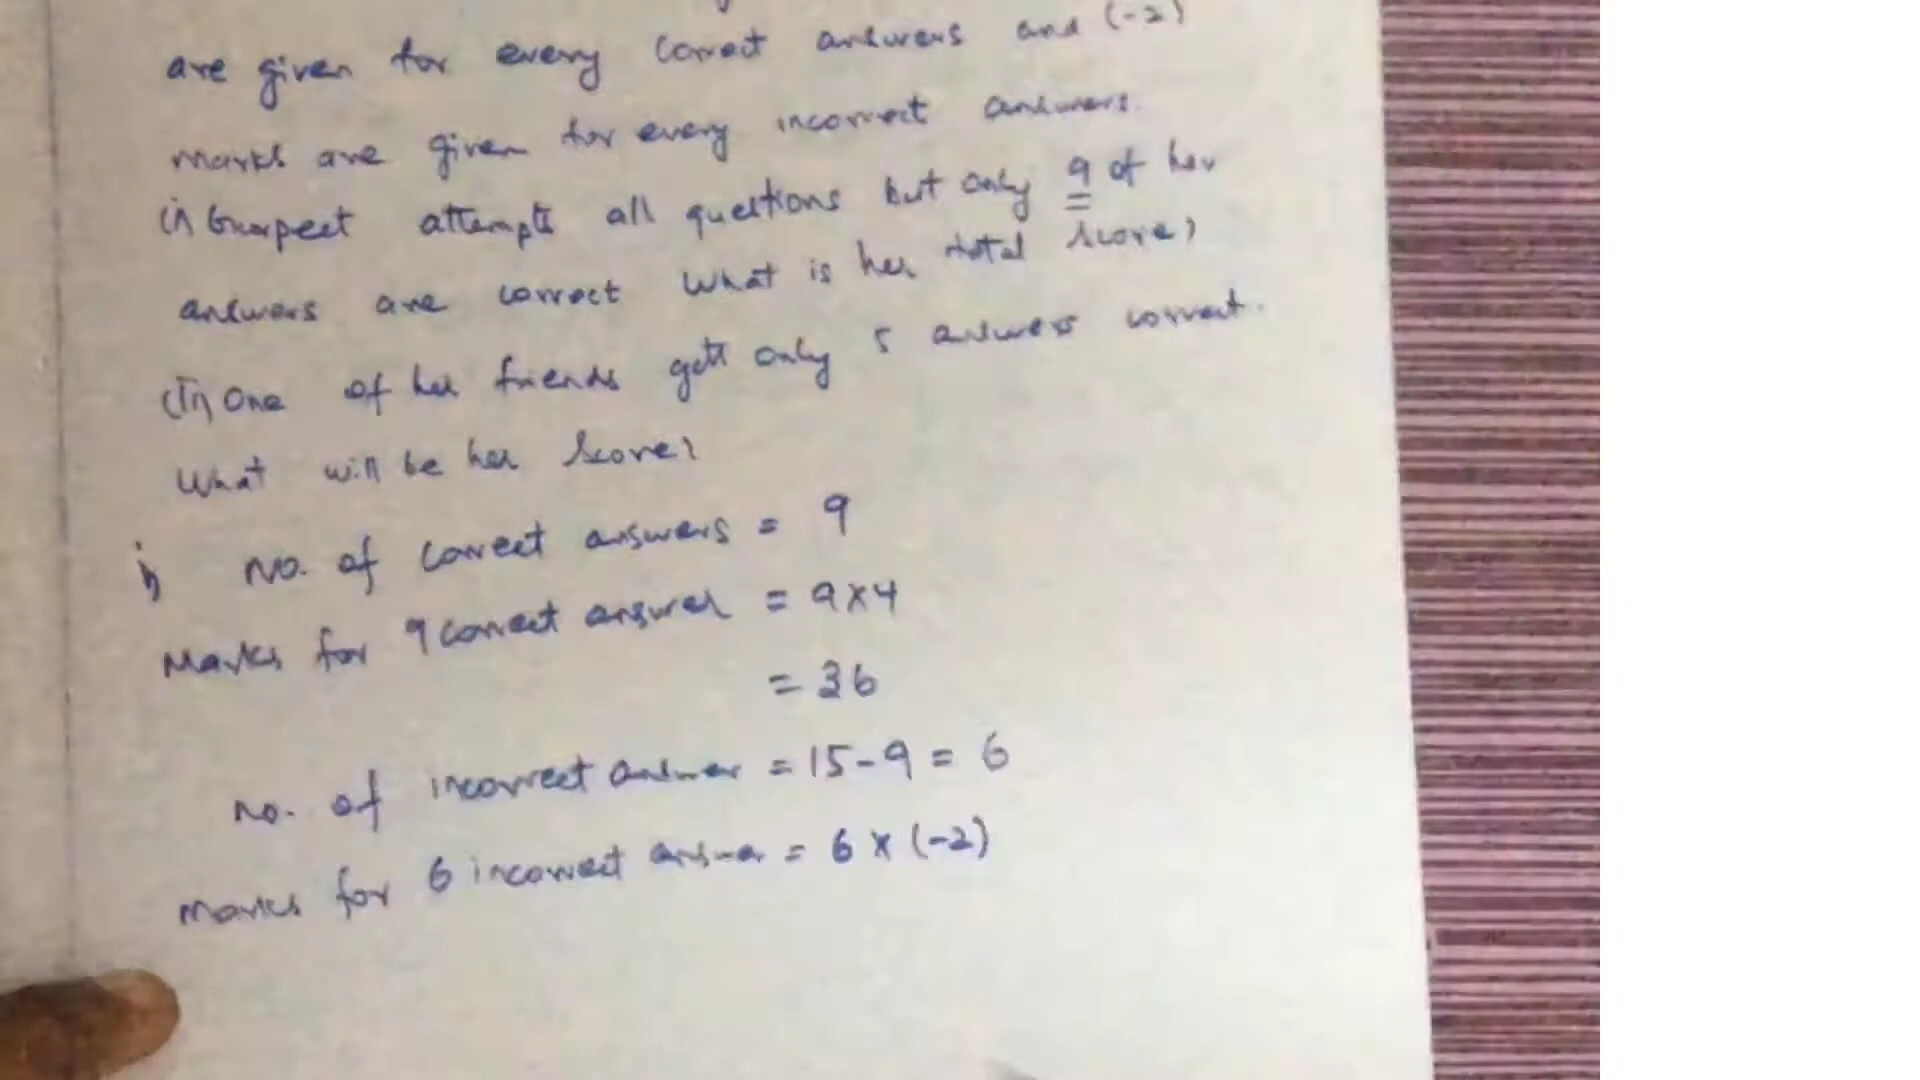 are given for every correct answers and (-2)
marks are given for every incorrect answers.
(i) Gurpeet attempts all questions but only 9 of her
answers are correct What is her total score?
(ii) One of her friends gets only 5 answers correct.
What will be her score?
i) No. of correct answers = 9
Marks for 9 correct answer = 9×4
= 36
No. of incorrect answer = 15-9 = 6
Marks for 6 incorrect answer = 6 × (-2)